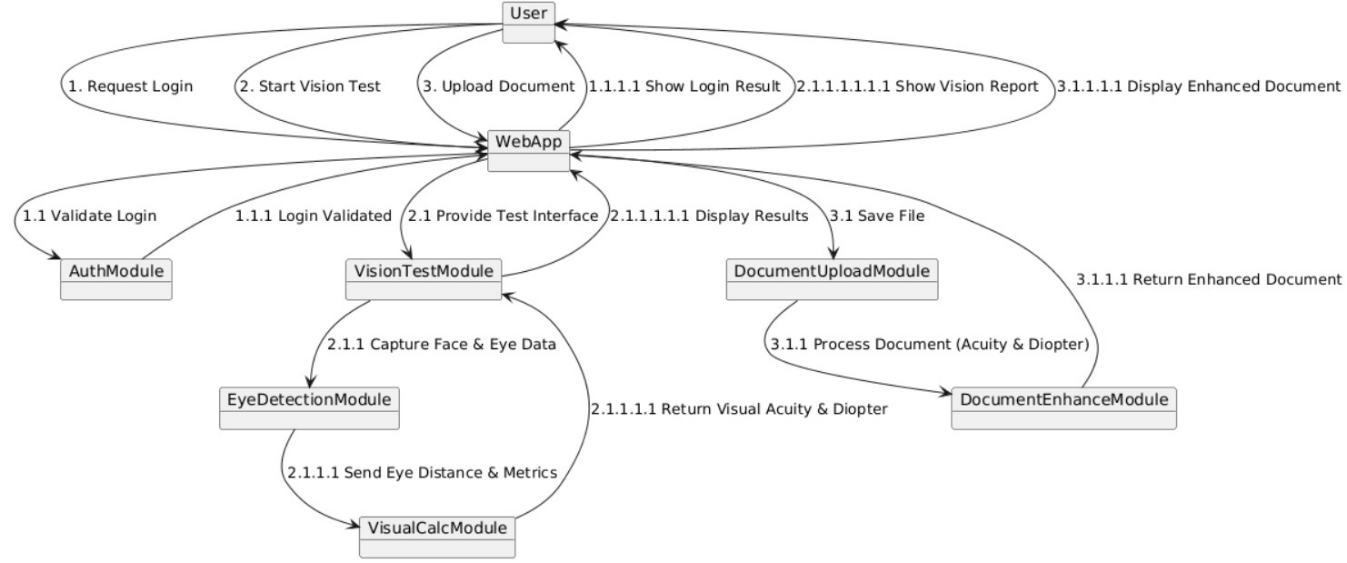 User
1. Request Login
2. Start Vision Test
3. Upload Document
1.1.1.1 Show Login Result
2.1.1.1.1.1.1 Show Vision Report
3.1.1.1.1 Display Enhanced Document
WebApp
1.1 Validate Login
1.1.1 Login Validated
2.1 Provide Test Interface
2.1.1.1.1.1 Display Results
3.1 Save File
AuthModule
VisionTestModule
DocumentUploadModule
3.1.1.1 Return Enhanced Document
2.1.1 Capture Face & Eye Data
3.1.1 Process Document (Acuity & Diopter)
EyeDetectionModule
DocumentEnhanceModule
2.1.1.1.1 Return Visual Acuity & Diopter
2.1.1.1 Send Eye Distance & Metrics
VisualCalcModule